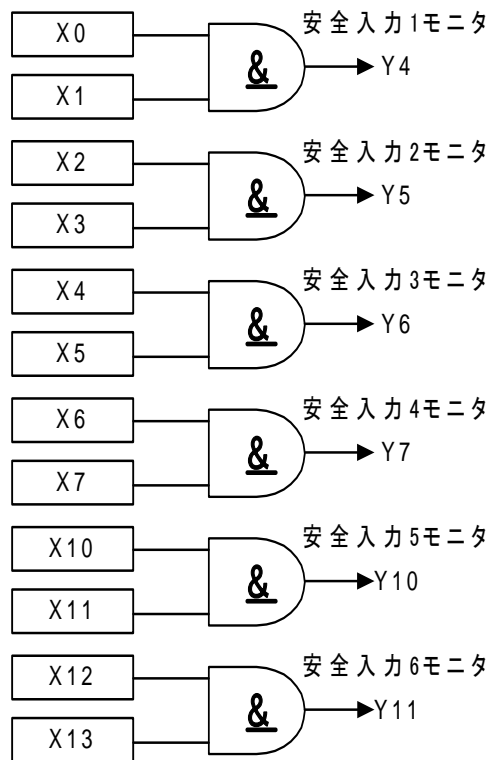 X0
安全入力1モニタ
&
Y4
X1
X2
安全入力2モニタ
&
Y5
X3
X4
安全入力3モニタ
&
Y6
X5
X6
安全入力4モニタ
&
Y7
X7
X10
安全入力5モニタ
&
Y10
X11
X12
安全入力6モニタ
&
Y11
X13